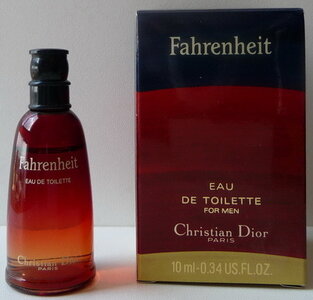 Fahrenheit
EAU DE TOILETTE
Christian Dior
PARIS
Fahrenheit
EAU
DE TOILETTE
FOR MEN
Christian Dior
PARIS
10 ml-0.34 US.FL.OZ.